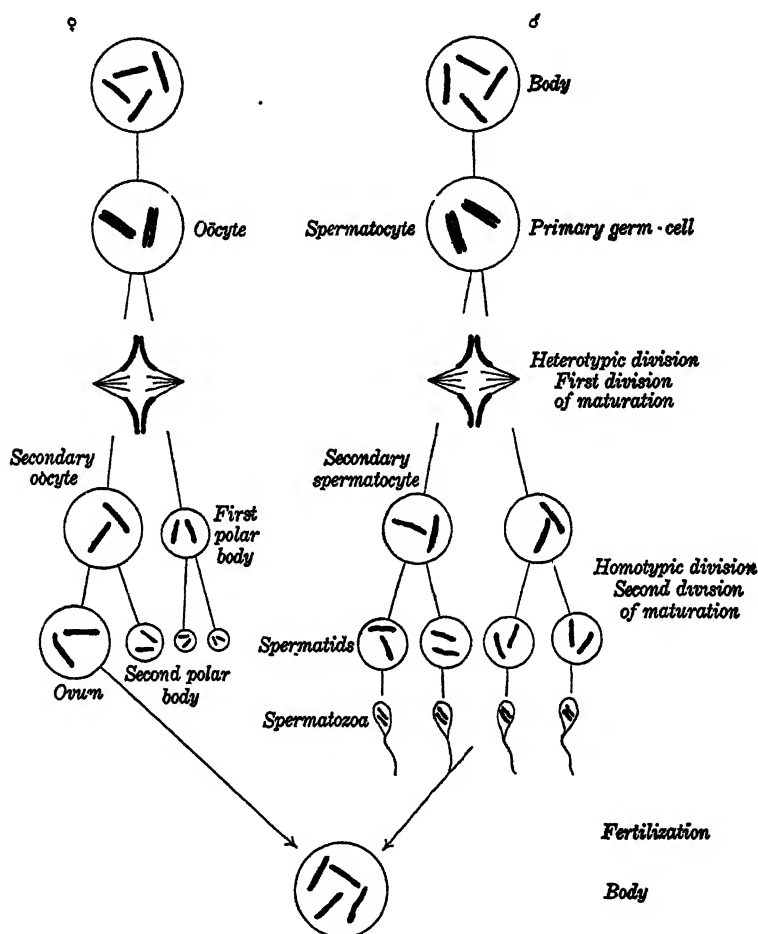 ♀ ♂
Body
Oöcyte
Spermatocyte
Primary germ-cell
Heterotypic division
First division
of maturation
Secondary
oöcyte
First
polar
body
Secondary
spermatocyte
Homotypic division
Second division
of maturation
Ovum
Second polar
body
Spermatids
Spermatozoa
Fertilization
Body